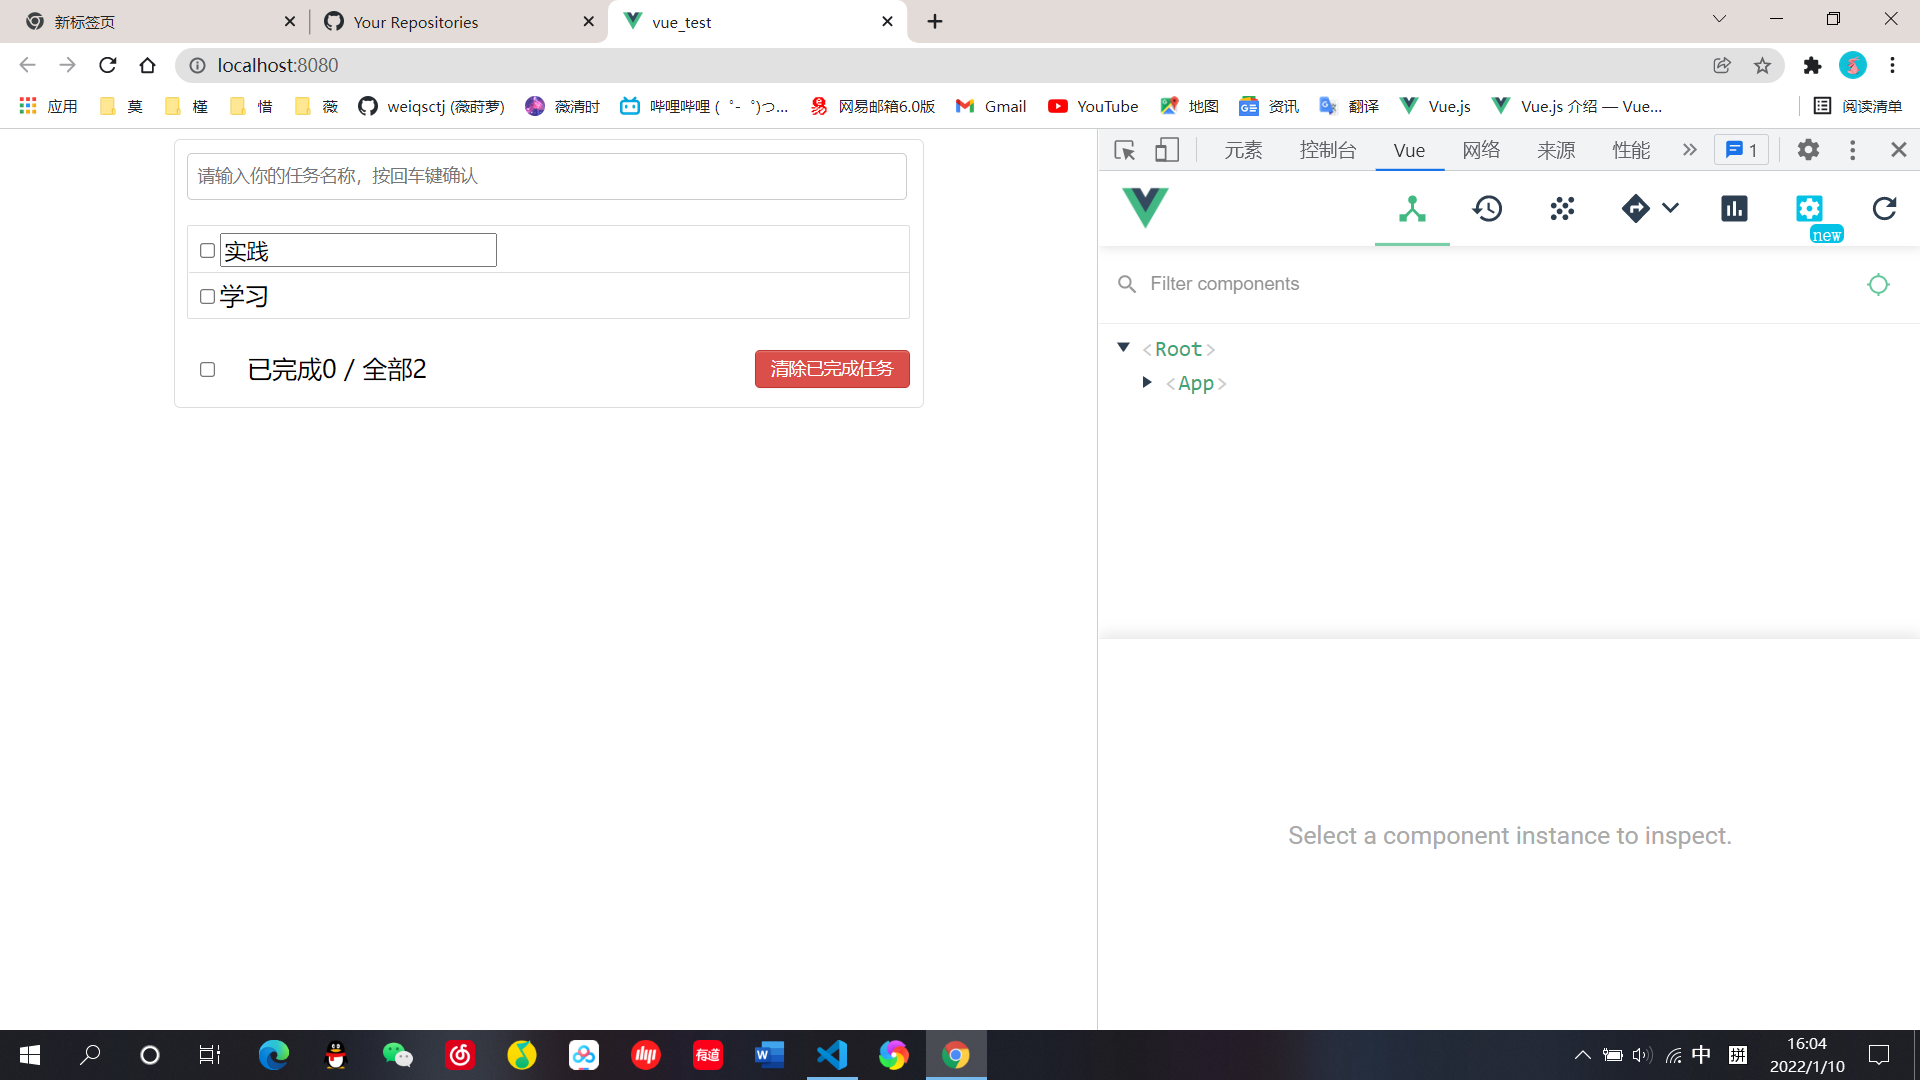 新标签页
Your Repositories
vue_test
localhost:8080
应用
莫
槿
惜
薇
weiqsctj (薇莳萝)
薇清时
哔哩哔哩 (゜-゜)つ...
网易邮箱6.0版
Gmail
YouTube
地图
资讯
翻译
Vue.js
Vue.js 介绍 — Vue...
阅读清单
请输入你的任务名称，按回车键确认
实践
学习
已完成0 / 全部2
清除已完成任务
元素
控制台
Vue
网络
来源
性能
1
new
Filter components
<Root>
<App>
Select a component instance to inspect.
有道
中
拼
16:04
2022/1/10